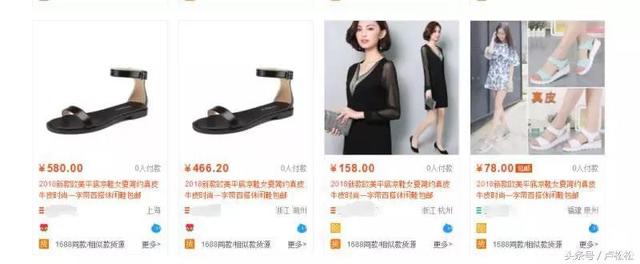 真皮
¥580.00 0人付款
2018新款欧美平底凉鞋女夏简约真皮
牛皮时尚一字带百搭休闲鞋包邮
上海
1688同款/相似款货源 更多>
¥466.20 0人付款
2018新款欧美平底凉鞋女夏简约真皮
牛皮时尚一字带百搭休闲鞋包邮
浙江 湖州
1688同款/相似款货源 更多>
¥158.00 0人付款
2018新款欧美平底凉鞋女夏简约真皮
牛皮时尚一字带百搭休闲鞋包邮
浙江 杭州
1688同款/相似款货源 更多>
¥78.00 包邮 0人付款
2018新款欧美平底凉鞋女夏简约真皮
牛皮时尚一字带百搭休闲鞋包邮
福建 泉州
1688同款/相似款货源 更多>
头条号/卢松松